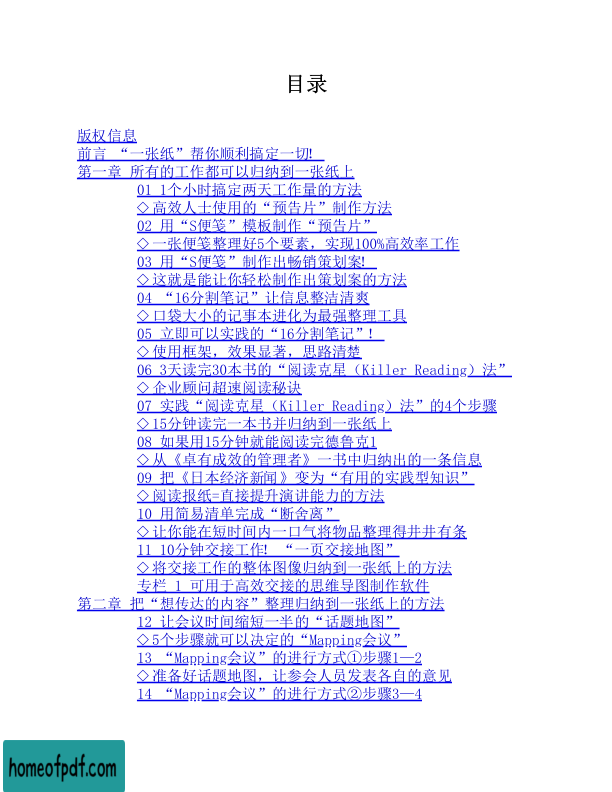 目录
版权信息
前言 “一张纸”帮你顺利搞定一切！
第一章 所有的工作都可以归纳到一张纸上
01 1个小时搞定两天工作量的方法
◇高效人士使用的“预告片”制作方法
02 用“S便笺”模板制作“预告片”
◇一张便笺整理好5个要素，实现100%高效率工作
03 用“S便笺”制作出畅销策划案！
◇这就是能让你轻松制作出策划案的方法
04 “16分割笔记”让信息整洁清爽
◇口袋大小的记事本进化为最强整理工具
05 立即可以实践的“16分割笔记”！
◇使用框架，效果显著，思路清楚
06 3天读完30本书的“阅读克星（Killer Reading）法”
◇企业顾问超速阅读秘诀
07 实践“阅读克星（Killer Reading）法”的4个步骤
◇15分钟读完一本书并归纳到一张纸上
08 如果用15分钟就能阅读完德鲁克1
◇从《卓有成效的管理者》一书中归纳出的一条信息
09 把《日本经济新闻》变为“有用的实践型知识”
◇阅读报纸=直接提升演讲能力的方法
10 用简易清单完成“断舍离”
◇让你能在短时间内一口气将物品整理得井井有条
11 10分钟交接工作！“一页交接地图”
◇将交接工作的整体图像归纳到一张纸上的方法
专栏 1 可用于高效交接的思维导图制作软件
第二章 把“想传达的内容”整理归纳到一张纸上的方法
12 让会议时间缩短一半的“话题地图”
◇5个步骤就可以决定的“Mapping会议”
13 “Mapping会议”的进行方式①步骤1—2
◇准备好话题地图，让参会人员发表各自的意见
14 “Mapping会议”的进行方式②步骤3—4
homeofpdf.com